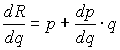 dR/dq = p + dp/dq · q